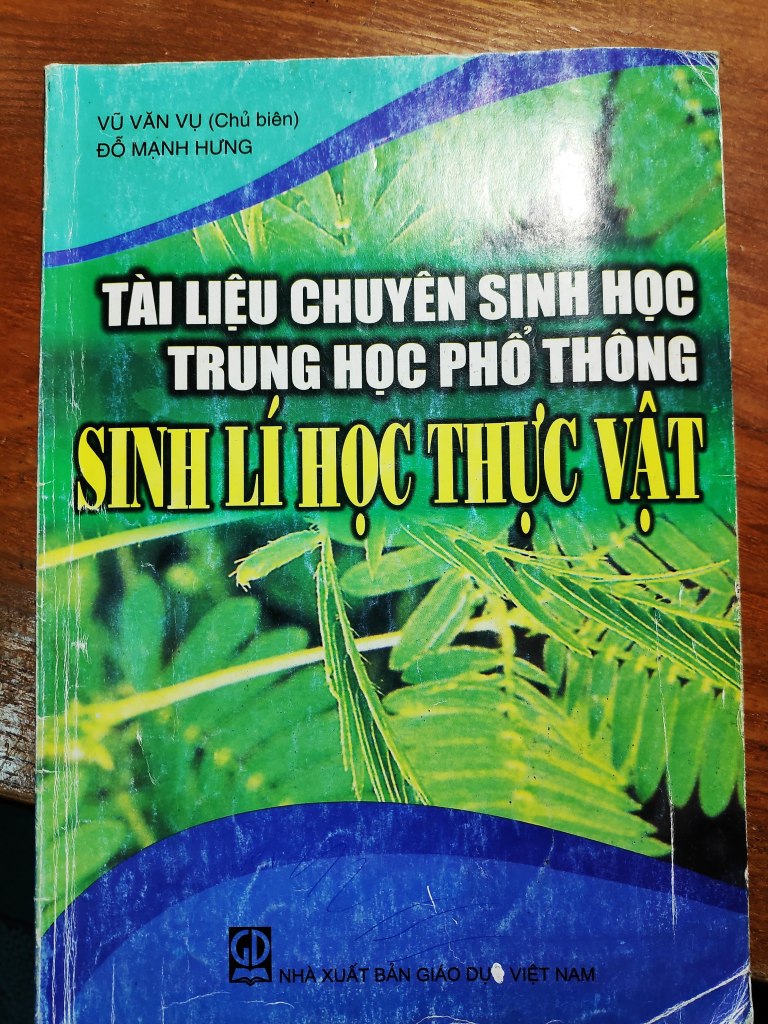 VŨ VĂN VỤ (Chủ biên)
ĐỖ MẠNH HƯNG
TÀI LIỆU CHUYÊN SINH HỌC
TRUNG HỌC PHỔ THÔNG
SINH LÍ HỌC THỰC VẬT
GD
NHÀ XUẤT BẢN GIÁO DỤC VIỆT NAM